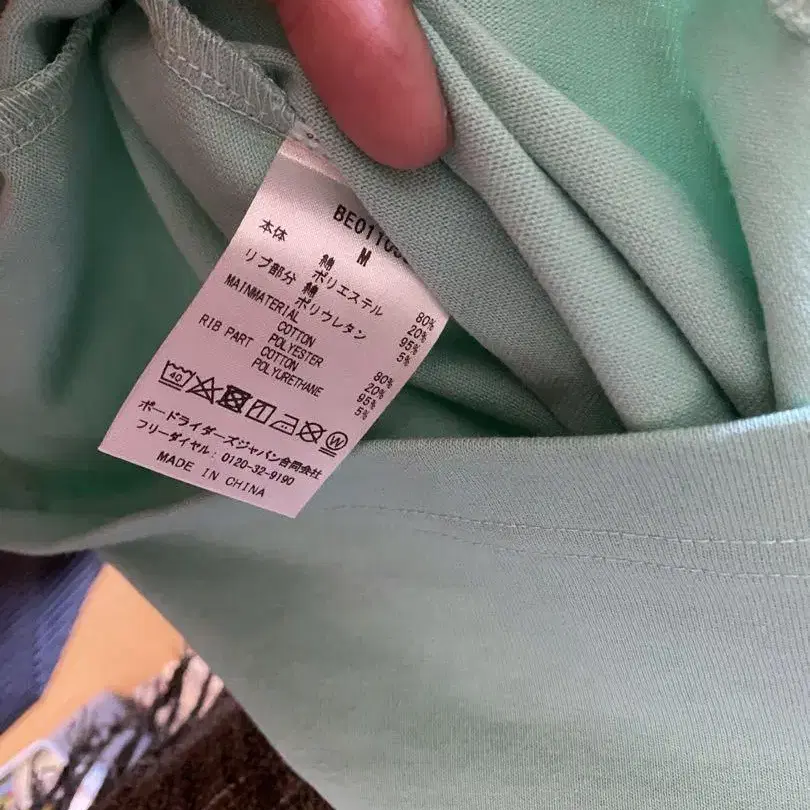 BE01103
M
本体 綿 80%
ポリエステル 20%
リブ部分 綿 95%
ポリウレタン 5%
MAINMATERIAL
COTTON 80%
POLYESTER 20%
RIB PART COTTON 95%
POLYURETHANE 5%
40 W
ボードライダーズジャパン合同会社
フリーダイヤル：0120-32-9190
MADE IN CHINA